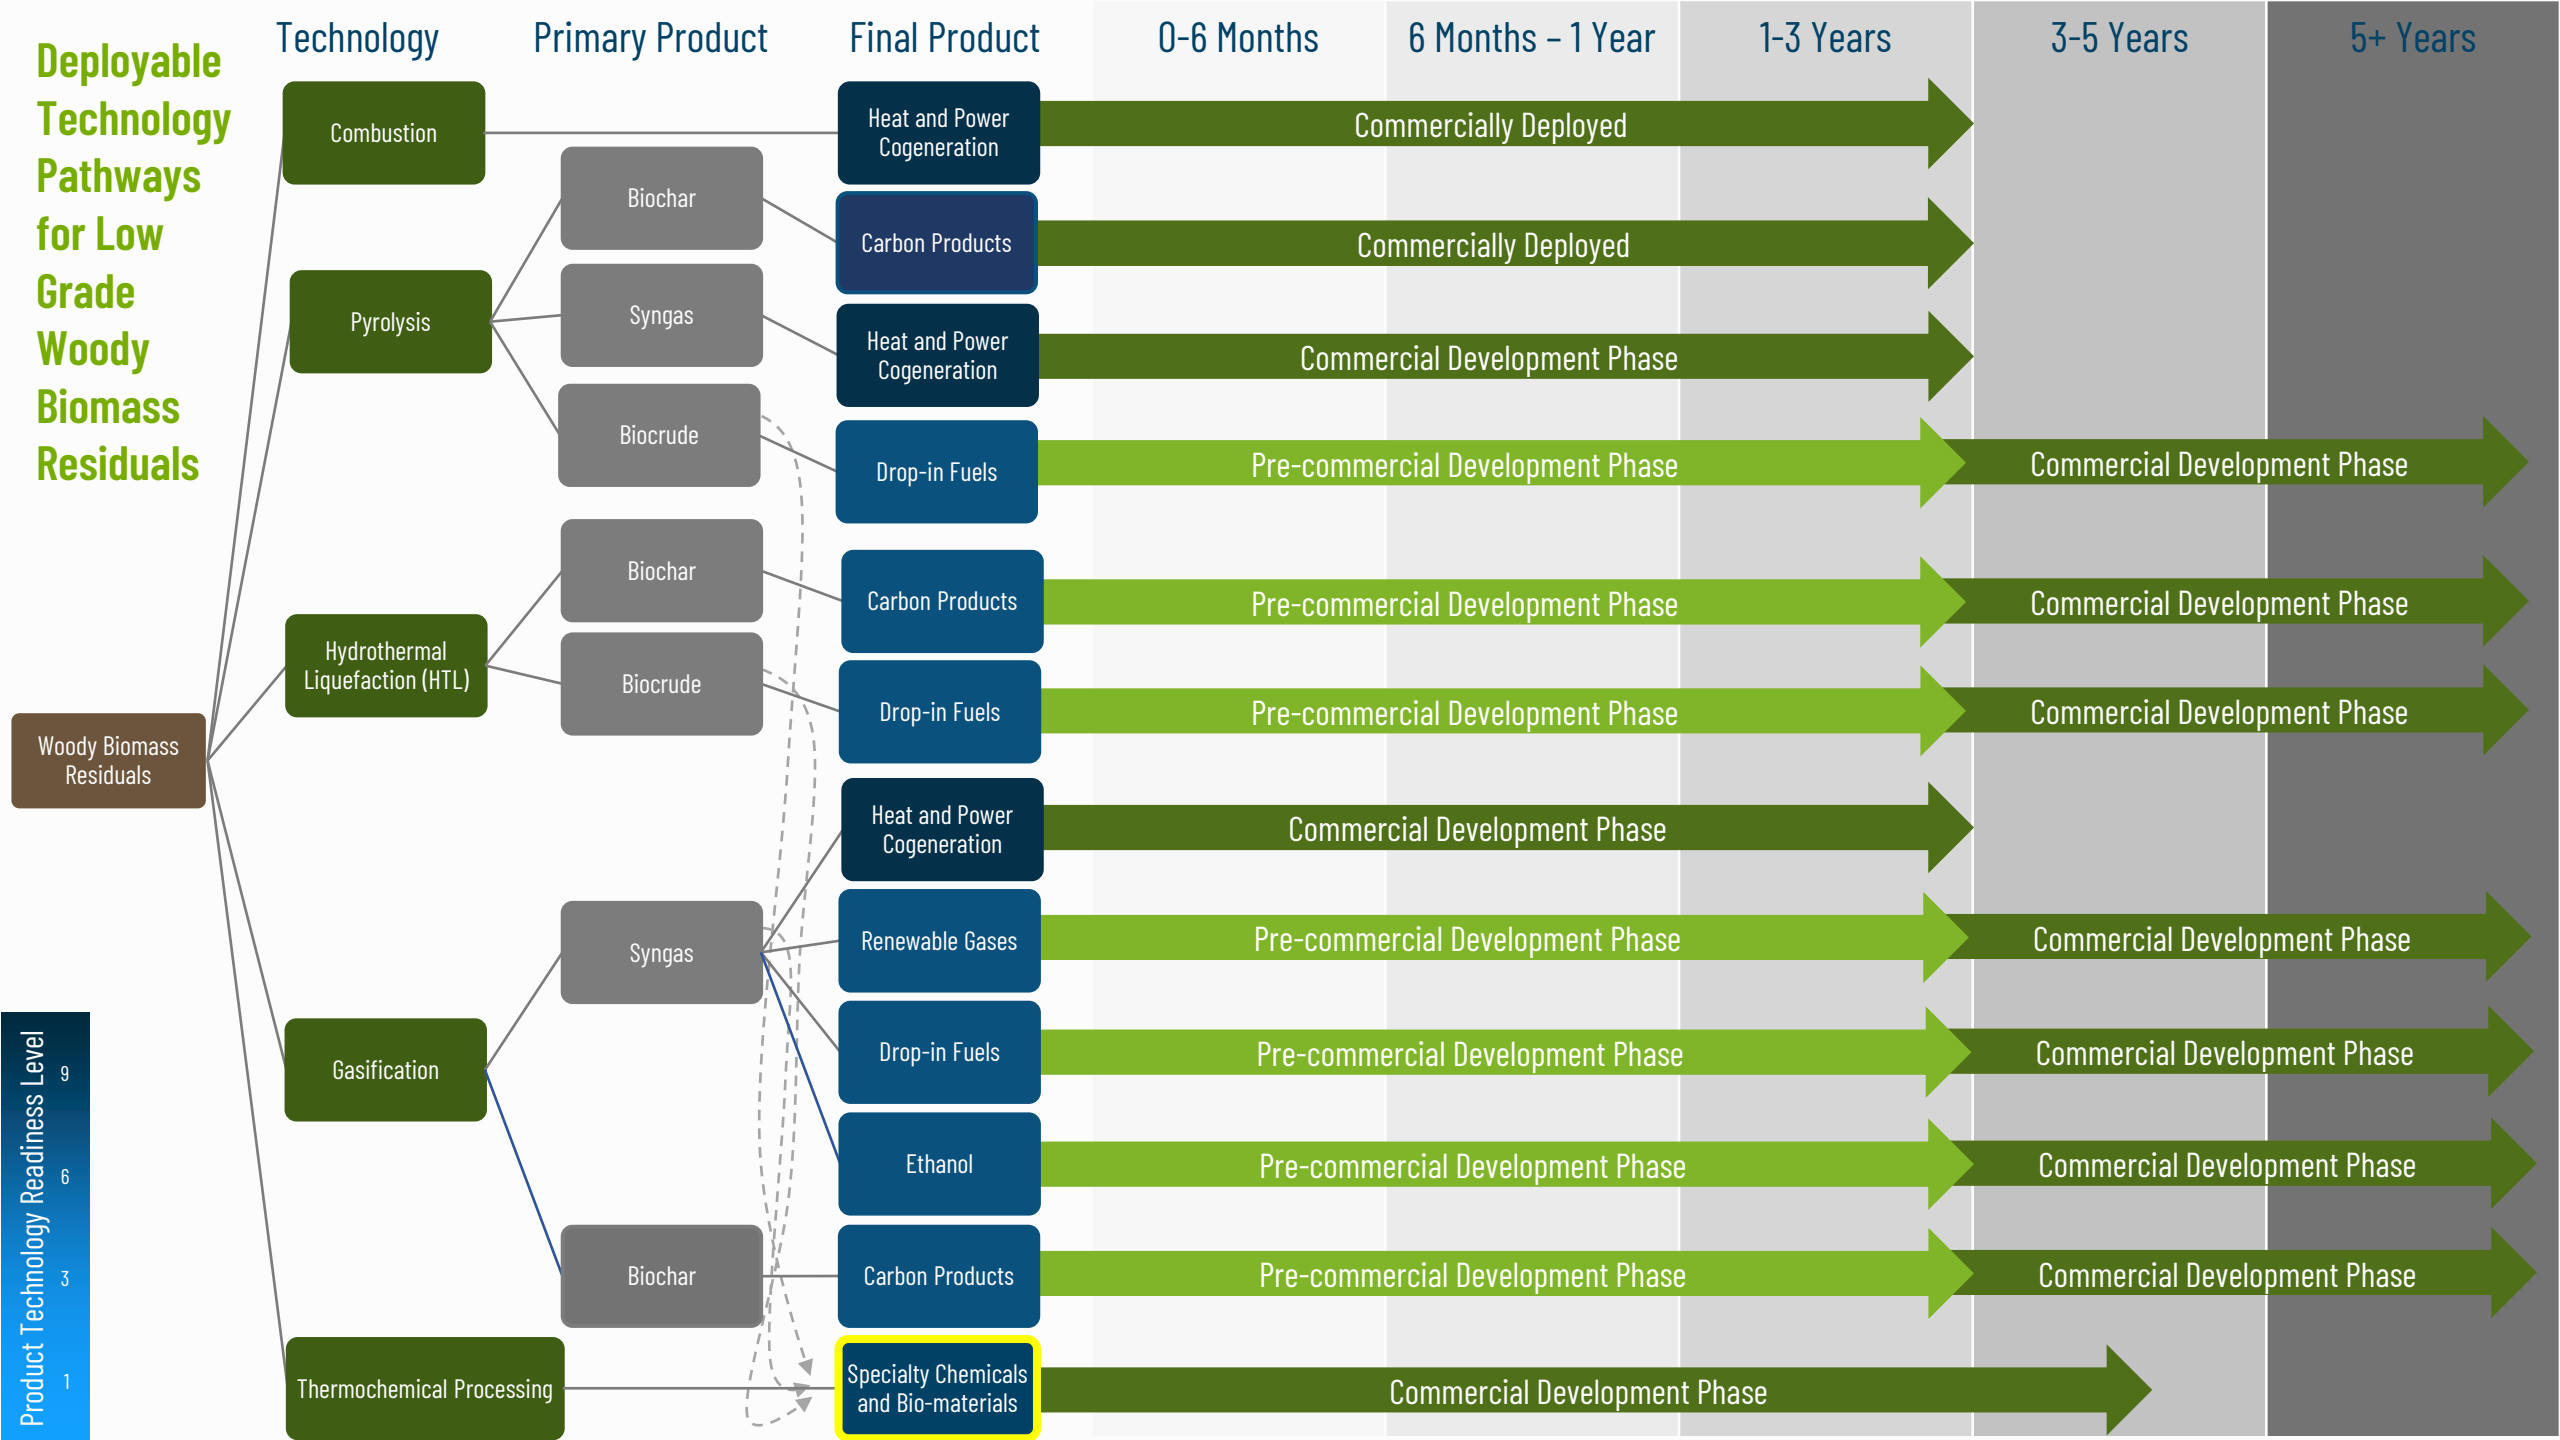 Deployable
Technology
Pathways
for Low
Grade
Woody
Biomass
Residuals
Technology
Primary Product
Final Product
0-6 Months
6 Months – 1 Year
1-3 Years
3-5 Years
5+ Years
Woody Biomass
Residuals
Combustion
Heat and Power
Cogeneration
Commercially Deployed
Pyrolysis
Biochar
Carbon Products
Commercially Deployed
Syngas
Heat and Power
Cogeneration
Commercial Development Phase
Biocrude
Drop-in Fuels
Pre-commercial Development Phase
Commercial Development Phase
Hydrothermal
Liquefaction (HTL)
Biochar
Carbon Products
Pre-commercial Development Phase
Commercial Development Phase
Biocrude
Drop-in Fuels
Pre-commercial Development Phase
Commercial Development Phase
Gasification
Syngas
Heat and Power
Cogeneration
Commercial Development Phase
Renewable Gases
Pre-commercial Development Phase
Commercial Development Phase
Drop-in Fuels
Pre-commercial Development Phase
Commercial Development Phase
Ethanol
Pre-commercial Development Phase
Commercial Development Phase
Biochar
Carbon Products
Pre-commercial Development Phase
Commercial Development Phase
Thermochemical Processing
Specialty Chemicals
and Bio-materials
Commercial Development Phase
Product Technology Readiness Level
9
6
3
1